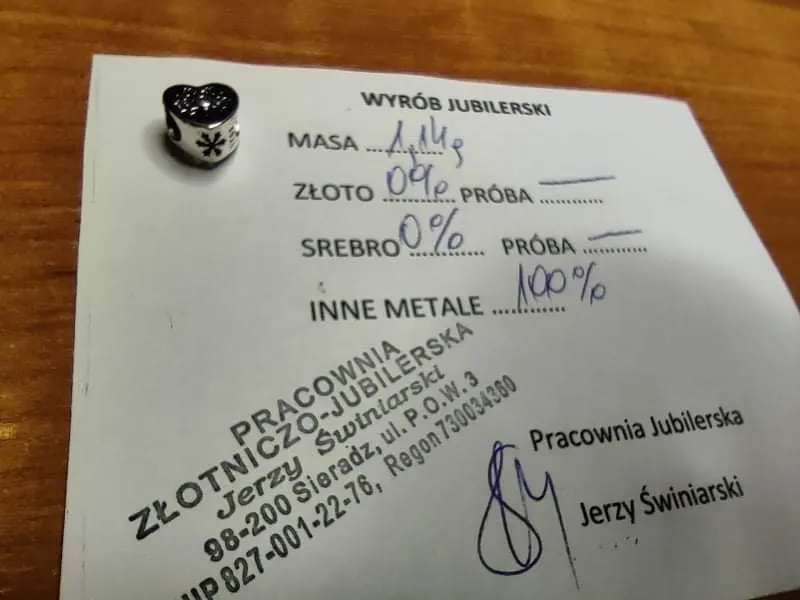 WYRÓB JUBILERSKI
MASA ........... 1,14g
ZŁOTO 0% PRÓBA —
SREBRO 0% PRÓBA —
INNE METALE 100%
PRACOWNIA
ZŁOTNICZO-JUBILERSKA
Jerzy Świniarski
98-200 Sieradz, ul. P.O.W. 3
NIP 827-001-22-76, Regon 730034360
Pracownia Jubilerska
Jerzy Świniarski